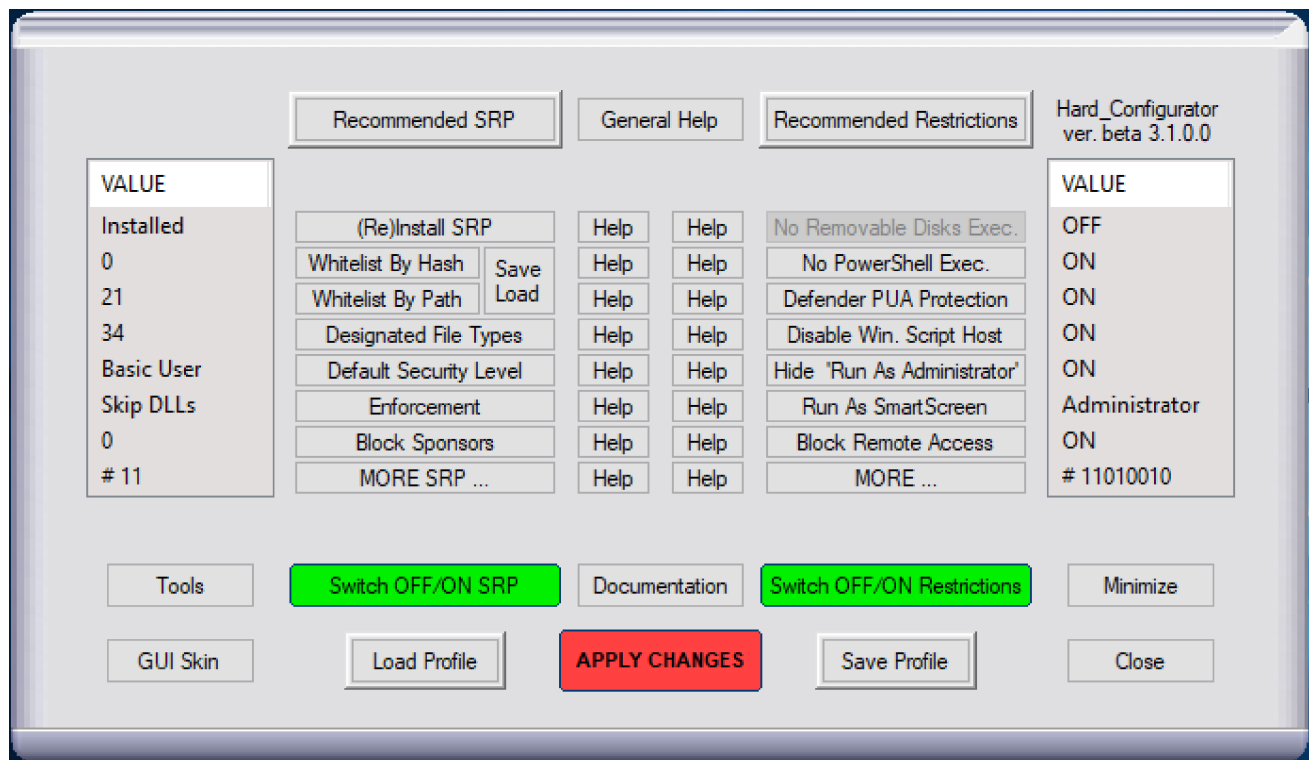 Recommended SRP
General Help
Recommended Restrictions
Hard_Configurator
ver. beta 3.1.0.0
VALUE
VALUE
Installed
(Re)Install SRP
Help
Help
No Removable Disks Exec.
OFF
0
Whitelist By Hash
Save
Load
Help
Help
No PowerShell Exec.
ON
21
Whitelist By Path
Help
Help
Defender PUA Protection
ON
34
Designated File Types
Help
Help
Disable Win. Script Host
ON
Basic User
Default Security Level
Help
Help
Hide 'Run As Administrator'
ON
Skip DLLs
Enforcement
Help
Help
Run As SmartScreen
Administrator
0
Block Sponsors
Help
Help
Block Remote Access
ON
# 11
MORE SRP ...
Help
Help
MORE ...
# 11010010
Tools
Switch OFF/ON SRP
Documentation
Switch OFF/ON Restrictions
Minimize
GUI Skin
Load Profile
APPLY CHANGES
Save Profile
Close